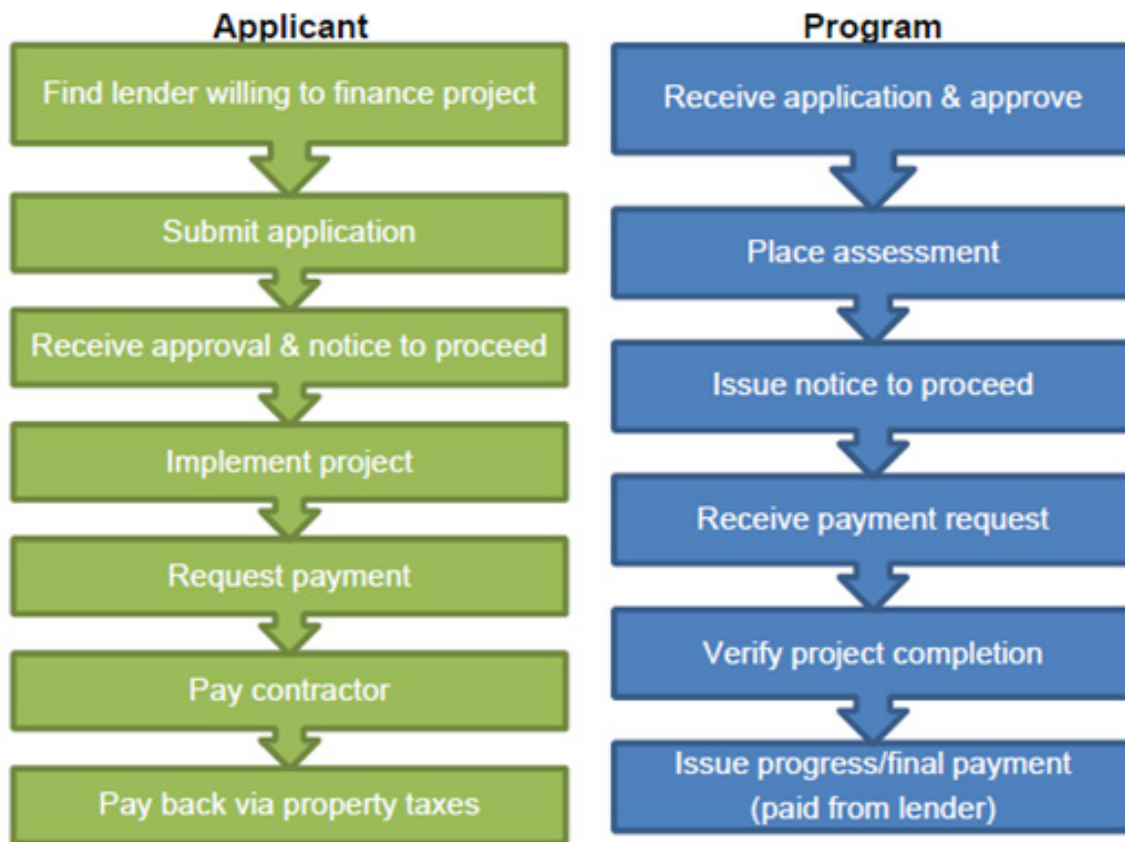 Applicant
Find lender willing to finance project
Submit application
Receive approval & notice to proceed
Implement project
Request payment
Pay contractor
Pay back via property taxes
Program
Receive application & approve
Place assessment
Issue notice to proceed
Receive payment request
Verify project completion
Issue progress/final payment
(paid from lender)